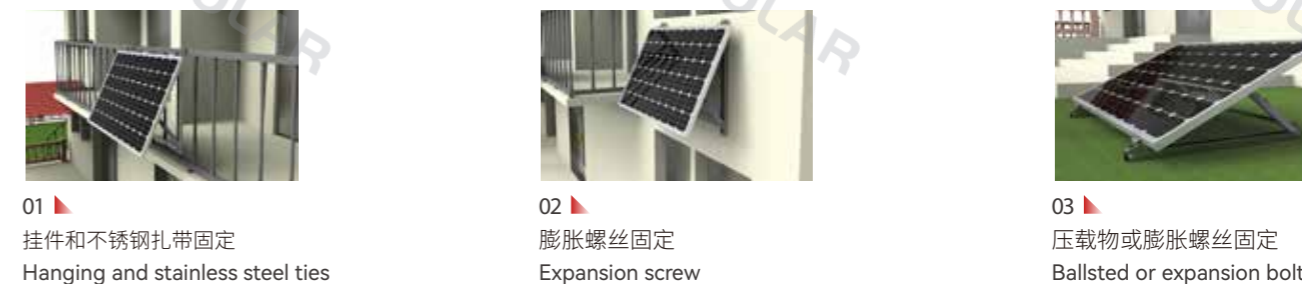 OLAR
OLAR
01
挂件和不锈钢扎带固定
Hanging and stainless steel ties
02
膨胀螺丝固定
Expansion screw
03
压载物或膨胀螺丝固定
Ballsted or expansion bolt